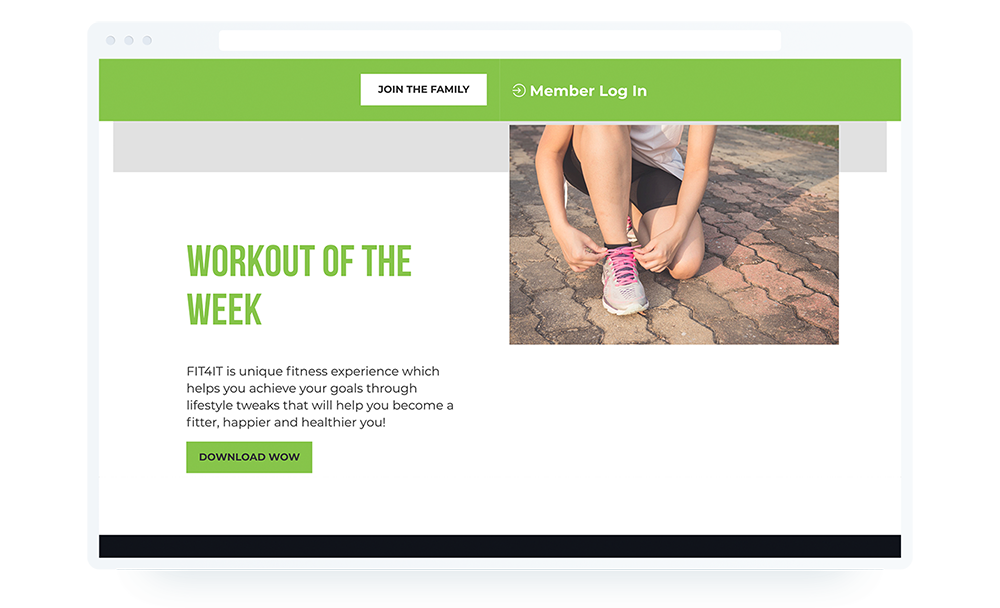 JOIN THE FAMILY
Member Log In
WORKOUT OF THE
WEEK
FIT4IT is unique fitness experience which
helps you achieve your goals through
lifestyle tweaks that will help you become a
fitter, happier and healthier you!
DOWNLOAD WOW